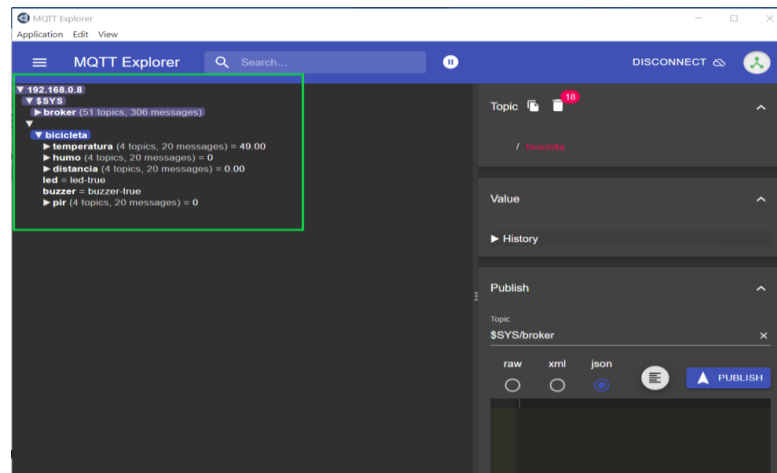 MQTT Explorer
Application Edit View
MQTT Explorer
Search...
DISCONNECT
▼ 192.168.0.8
▼ $SYS
▶ broker (51 topics, 306 messages)
▼
▼ bicicleta
▶ temperatura (4 topics, 20 messages) = 49.00
▶ humo (4 topics, 20 messages) = 0
▶ distancia (4 topics, 20 messages) = 0.00
led = led-true
buzzer = buzzer-true
▶ pir (4 topics, 20 messages) = 0
Topic
18
/ bicicleta
Value
▶ History
Publish
Topic
$SYS/broker
raw xml json
PUBLISH